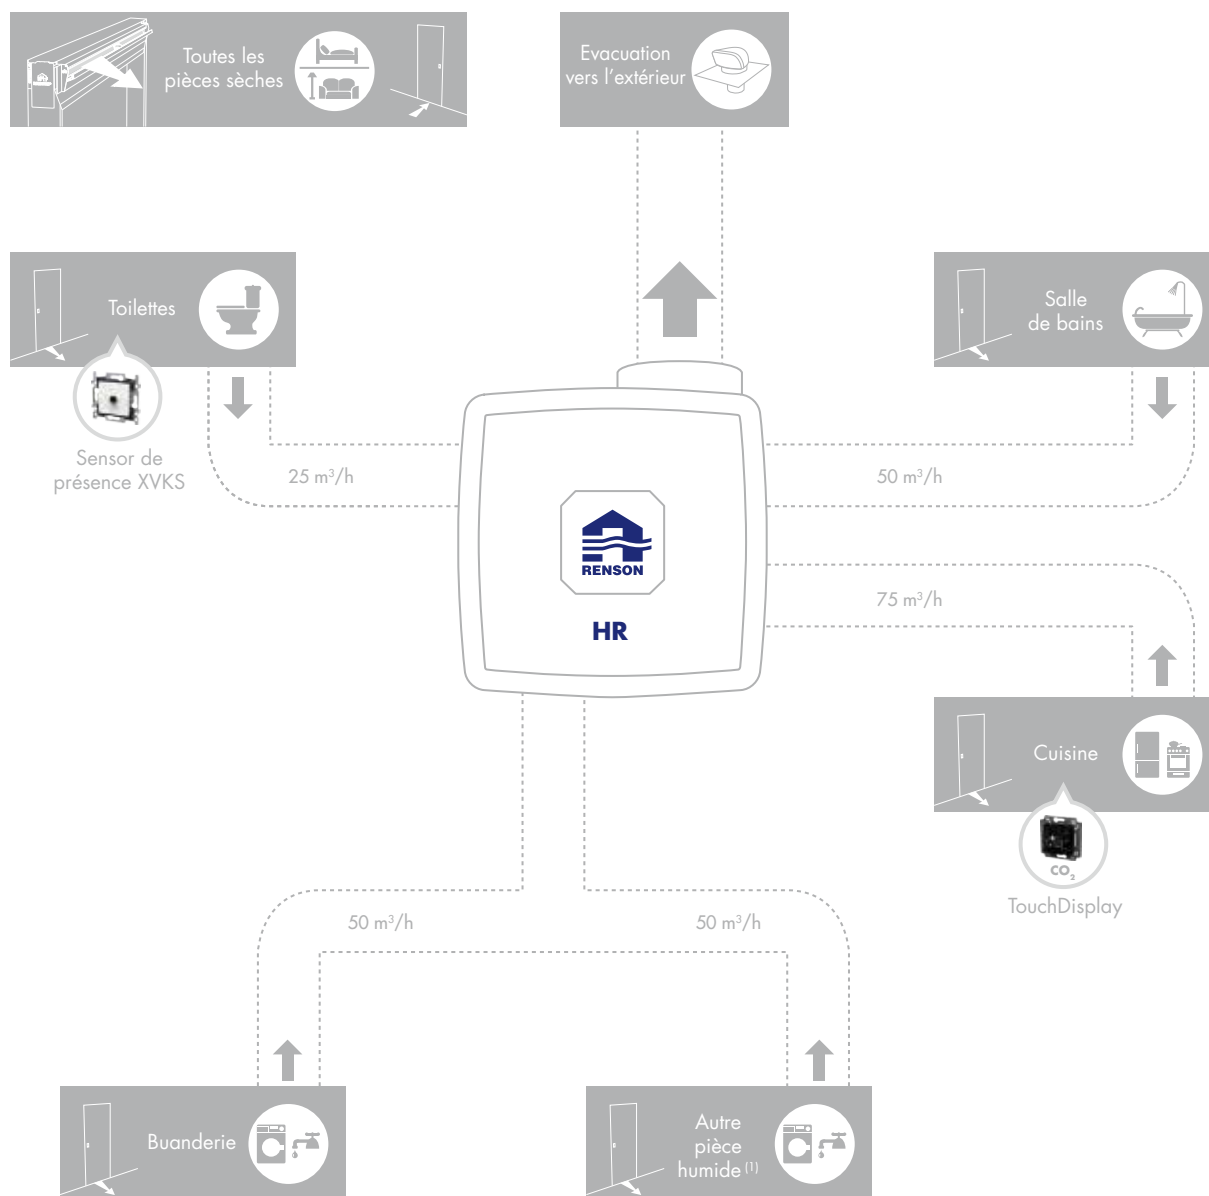 Toutes les
pièces sèches
Evacuation
vers l'extérieur
Toilettes
Salle
de bains
Sensor de
présence XVKS
25 m³/h
50 m³/h
RENSON
HR
75 m³/h
Cuisine
CO₂
TouchDisplay
50 m³/h
50 m³/h
Buanderie
Autre
pièce
humide (1)